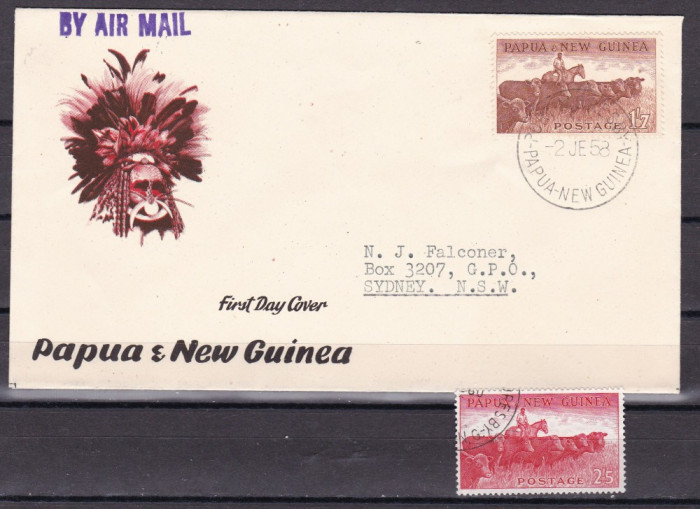 BY AIR MAIL
PAPUA & NEW GUINEA
1'7
POSTAGE
-2 JE 58
PAPUA-NEW GUINEA
N. J. Falconer,
Box 3207, G.P.O.,
SYDNEY. N.S.W.
First Day Cover
Papua & New Guinea
PAPUA & NEW GUINEA
RESBY
2'5
POSTAGE